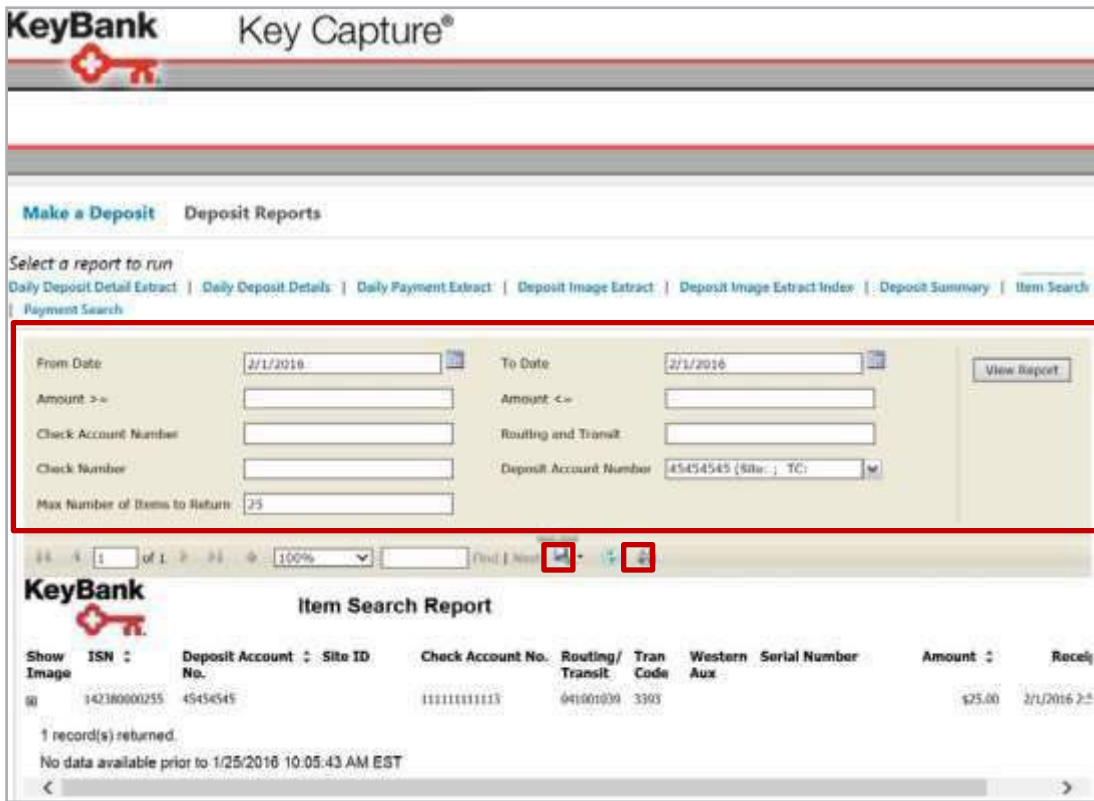 KeyBank Key Capture®
Make a Deposit Deposit Reports
Select a report to run
Daily Deposit Detail Extract | Daily Deposit Details | Daily Payment Extract | Deposit Image Extract | Deposit Image Extract Index | Deposit Summary | Item Search
| Payment Search
From Date 2/1/2016 To Date 2/1/2016 View Report
Amount >= Amount <=
Check Account Number Routing and Transit
Check Number Deposit Account Number 45454545 (Site: ; TC:
Max Number of Items to Return 25
1 of 1 100% Find | Next
KeyBank Item Search Report
Show ISN Deposit Account Site ID Check Account No. Routing/ Tran Western Serial Number Amount Receip
Image No. Transit Code Aux
142380000255 45454545 111111111113 041001039 3393 $25.00 2/1/2016 2:5
1 record(s) returned.
No data available prior to 1/25/2016 10:05:43 AM EST